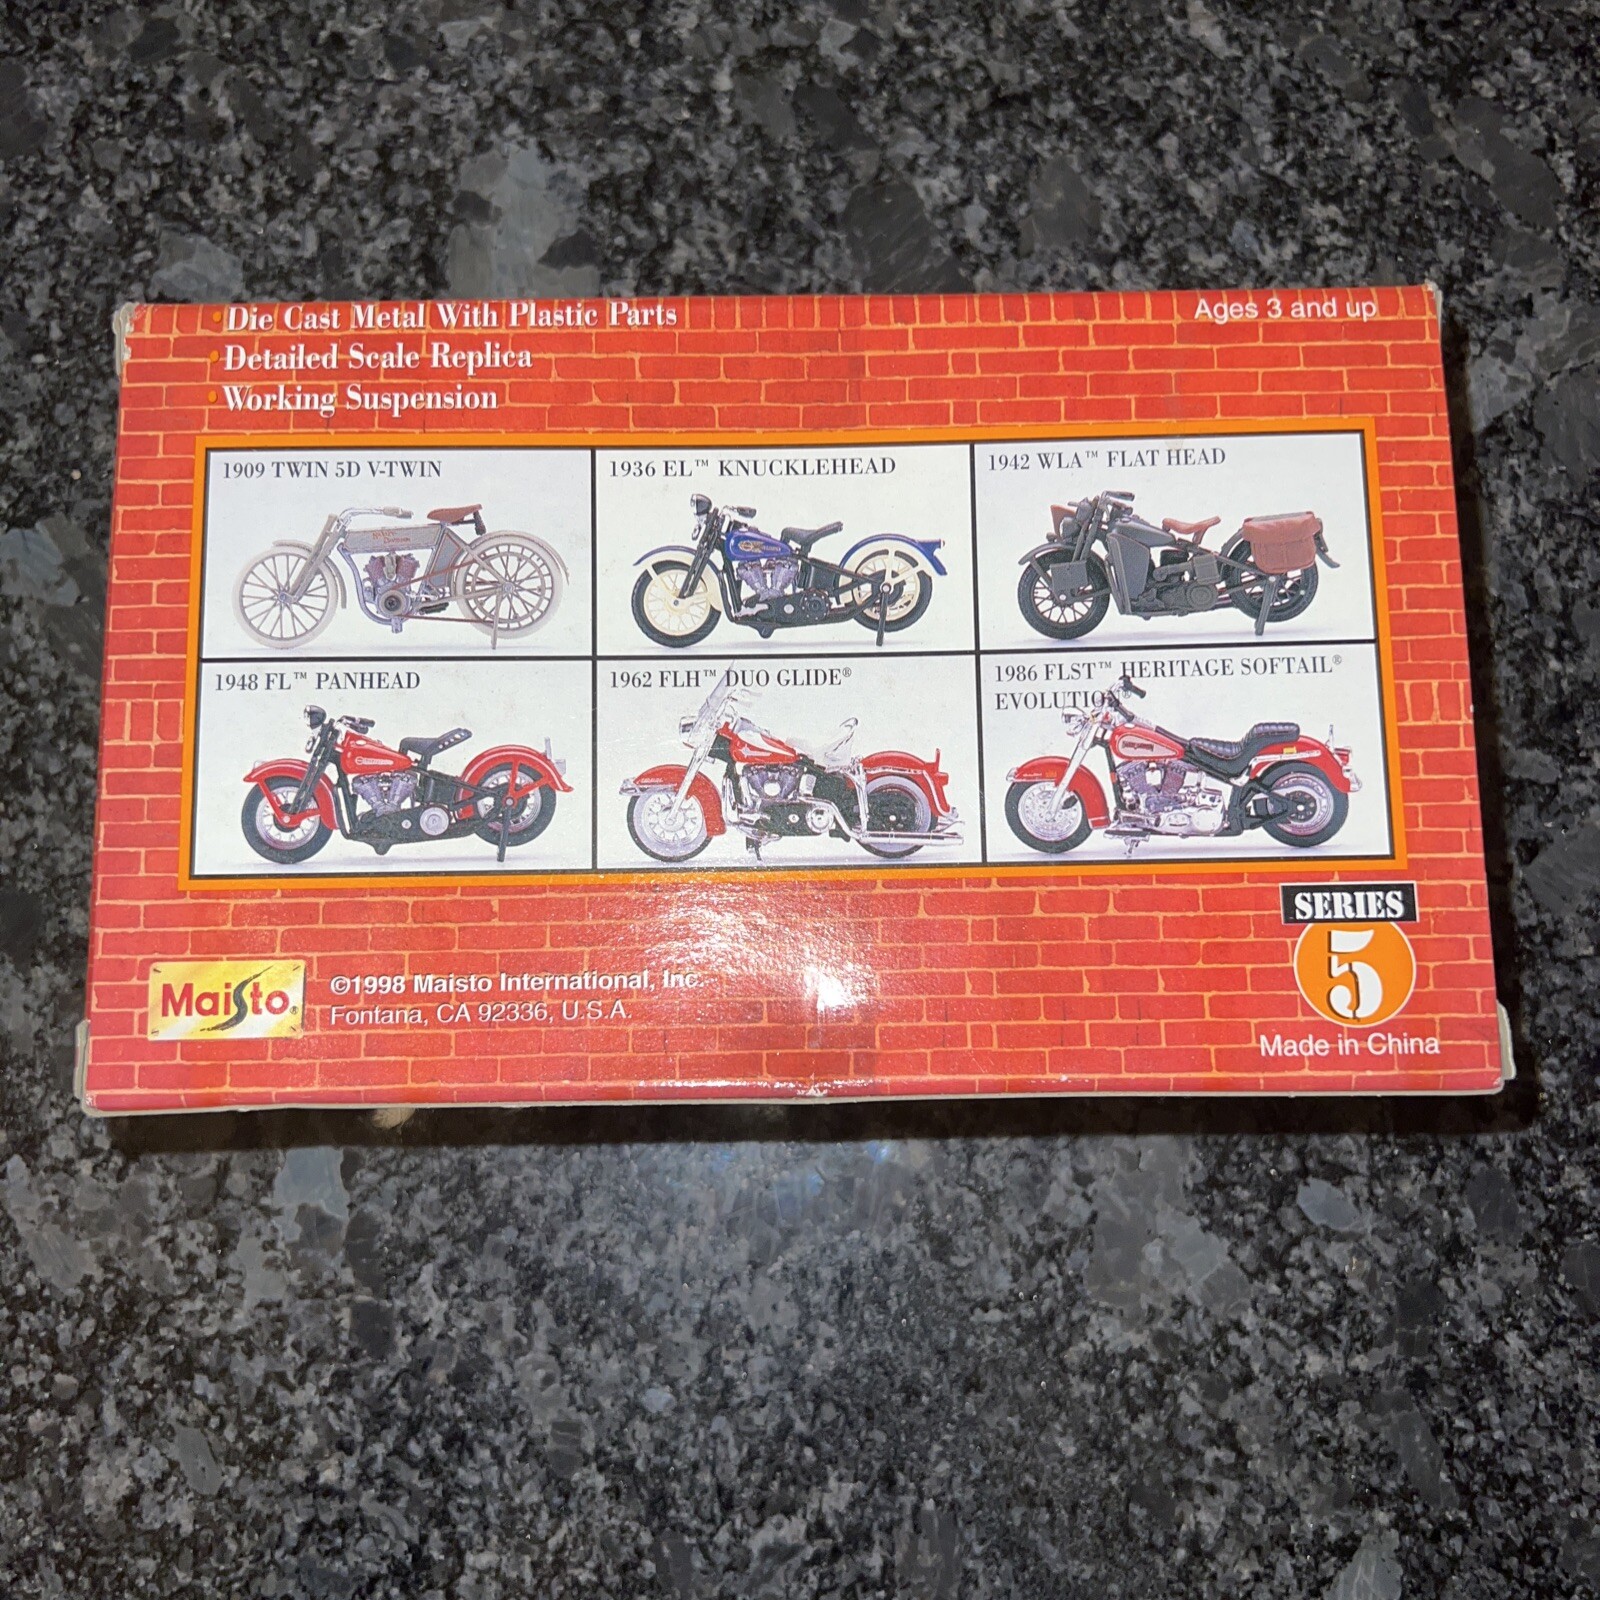 • Die Cast Metal With Plastic Parts
Ages 3 and up
• Detailed Scale Replica
• Working Suspension
1909 TWIN 5D V-TWIN
1936 EL™ KNUCKLEHEAD
1942 WLA™ FLAT HEAD
1948 FL™ PANHEAD
1962 FLH™ DUO GLIDE®
1986 FLST™ HERITAGE SOFTAIL®
EVOLUTION®
SERIES
5
Maisto®
©1998 Maisto International, Inc.
Fontana, CA 92336, U.S.A.
Made in China